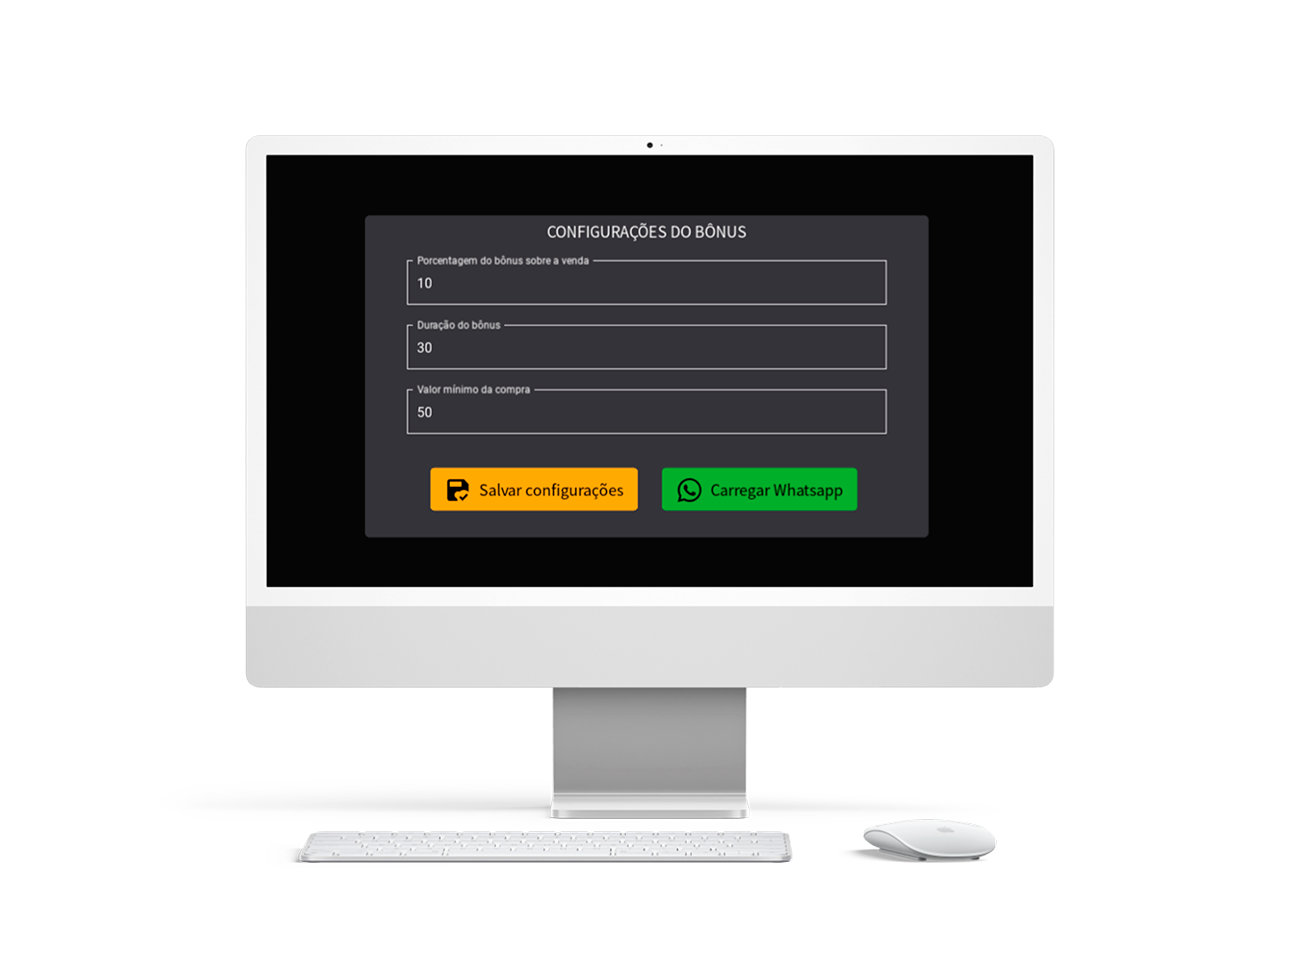 CONFIGURAÇÕES DO BÔNUS
Porcentagem do bônus sobre a venda
10
Duração do bônus
30
Valor mínimo da compra
50
Salvar configurações
Carregar Whatsapp